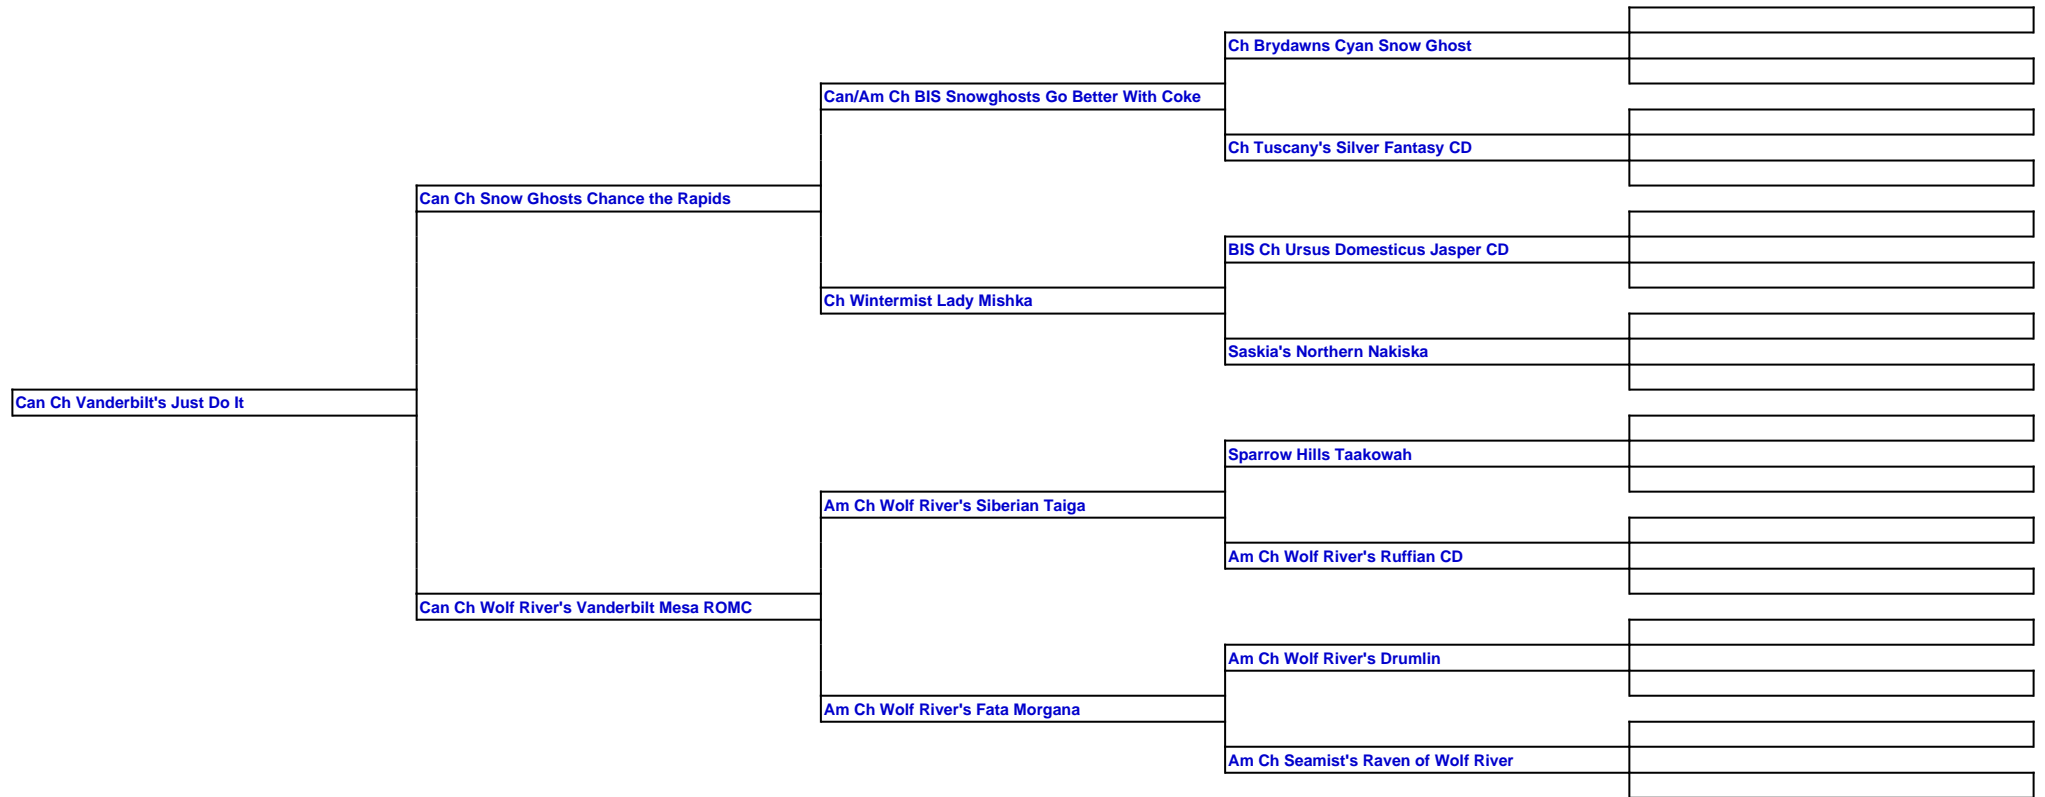 Ch Brydawns Cyan Snow Ghost
Can/Am Ch BIS Snowghosts Go Better With Coke
Ch Tuscany's Silver Fantasy CD
Can Ch Snow Ghosts Chance the Rapids
BIS Ch Ursus Domesticus Jasper CD
Ch Wintermist Lady Mishka
Saskia's Northern Nakiska
Can Ch Vanderbilt's Just Do It
Sparrow Hills Taakowah
Am Ch Wolf River's Siberian Taiga
Am Ch Wolf River's Ruffian CD
Can Ch Wolf River's Vanderbilt Mesa ROMC
Am Ch Wolf River's Drumlin
Am Ch Wolf River's Fata Morgana
Am Ch Seamist's Raven of Wolf River